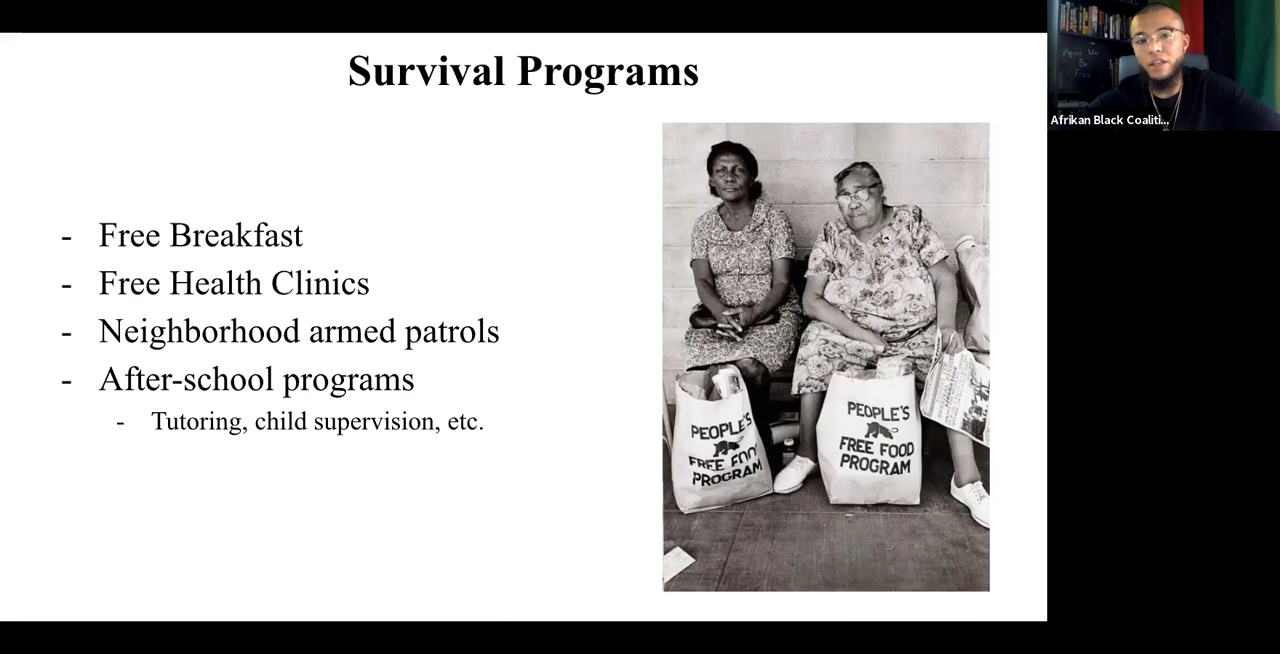 Survival Programs
- Free Breakfast
- Free Health Clinics
- Neighborhood armed patrols
- After-school programs
- Tutoring, child supervision, etc.
PEOPLE'S
FREE FOOD
PROGRAM
PEOPLE'S
FREE FOOD
PROGRAM
Afrikan Black Coaliti...